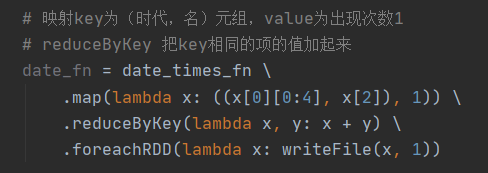 # 映射key为（时代，名）元组，value为出现次数1
# reduceByKey 把key相同的项的值加起来
date_fn = date_times_fn \
.map(lambda x: ((x[0][0:4], x[2]), 1)) \
.reduceByKey(lambda x, y: x + y) \
.foreachRDD(lambda x: writeFile(x, 1))